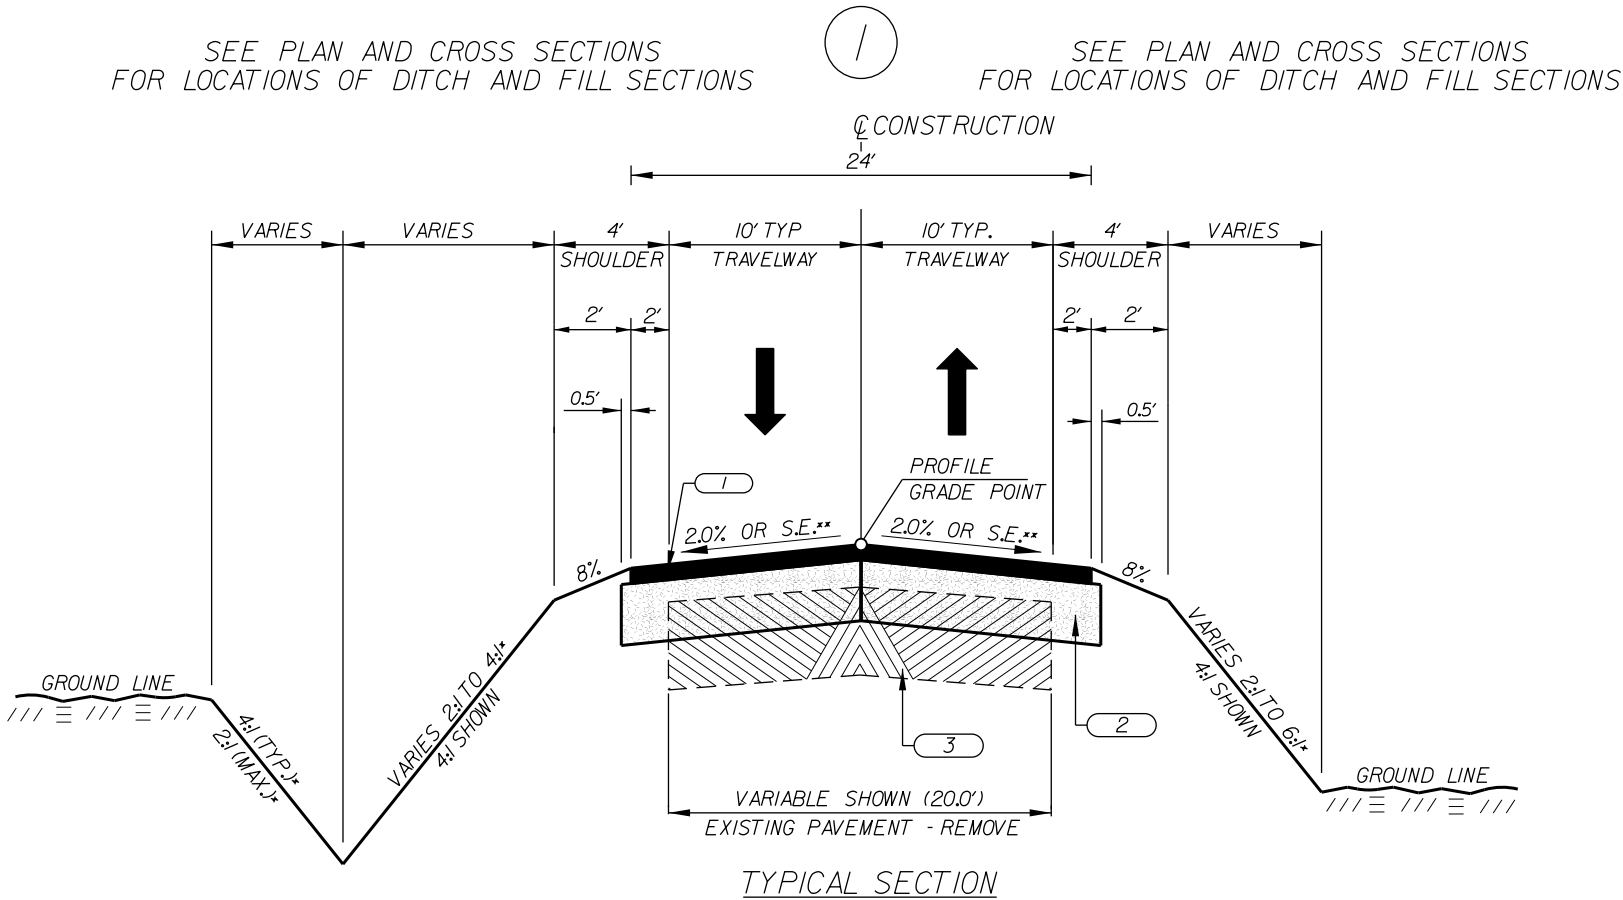 1
SEE PLAN AND CROSS SECTIONS
FOR LOCATIONS OF DITCH AND FILL SECTIONS
SEE PLAN AND CROSS SECTIONS
FOR LOCATIONS OF DITCH AND FILL SECTIONS
℄ CONSTRUCTION
24'
VARIES
VARIES
4'
SHOULDER
10' TYP
TRAVELWAY
10' TYP.
TRAVELWAY
4'
SHOULDER
VARIES
2'
2'
2'
2'
0.5'
0.5'
1
PROFILE
GRADE POINT
2.0% OR S.E.**
2.0% OR S.E.**
8%
8%
GROUND LINE
4:1 (TYP.)*
2:1 (MAX.)*
VARIES 2:1 TO 4:1*
4:1 SHOWN
VARIES 2:1 TO 6:1*
4:1 SHOWN
2
3
GROUND LINE
VARIABLE SHOWN (20.0')
EXISTING PAVEMENT - REMOVE
TYPICAL SECTION